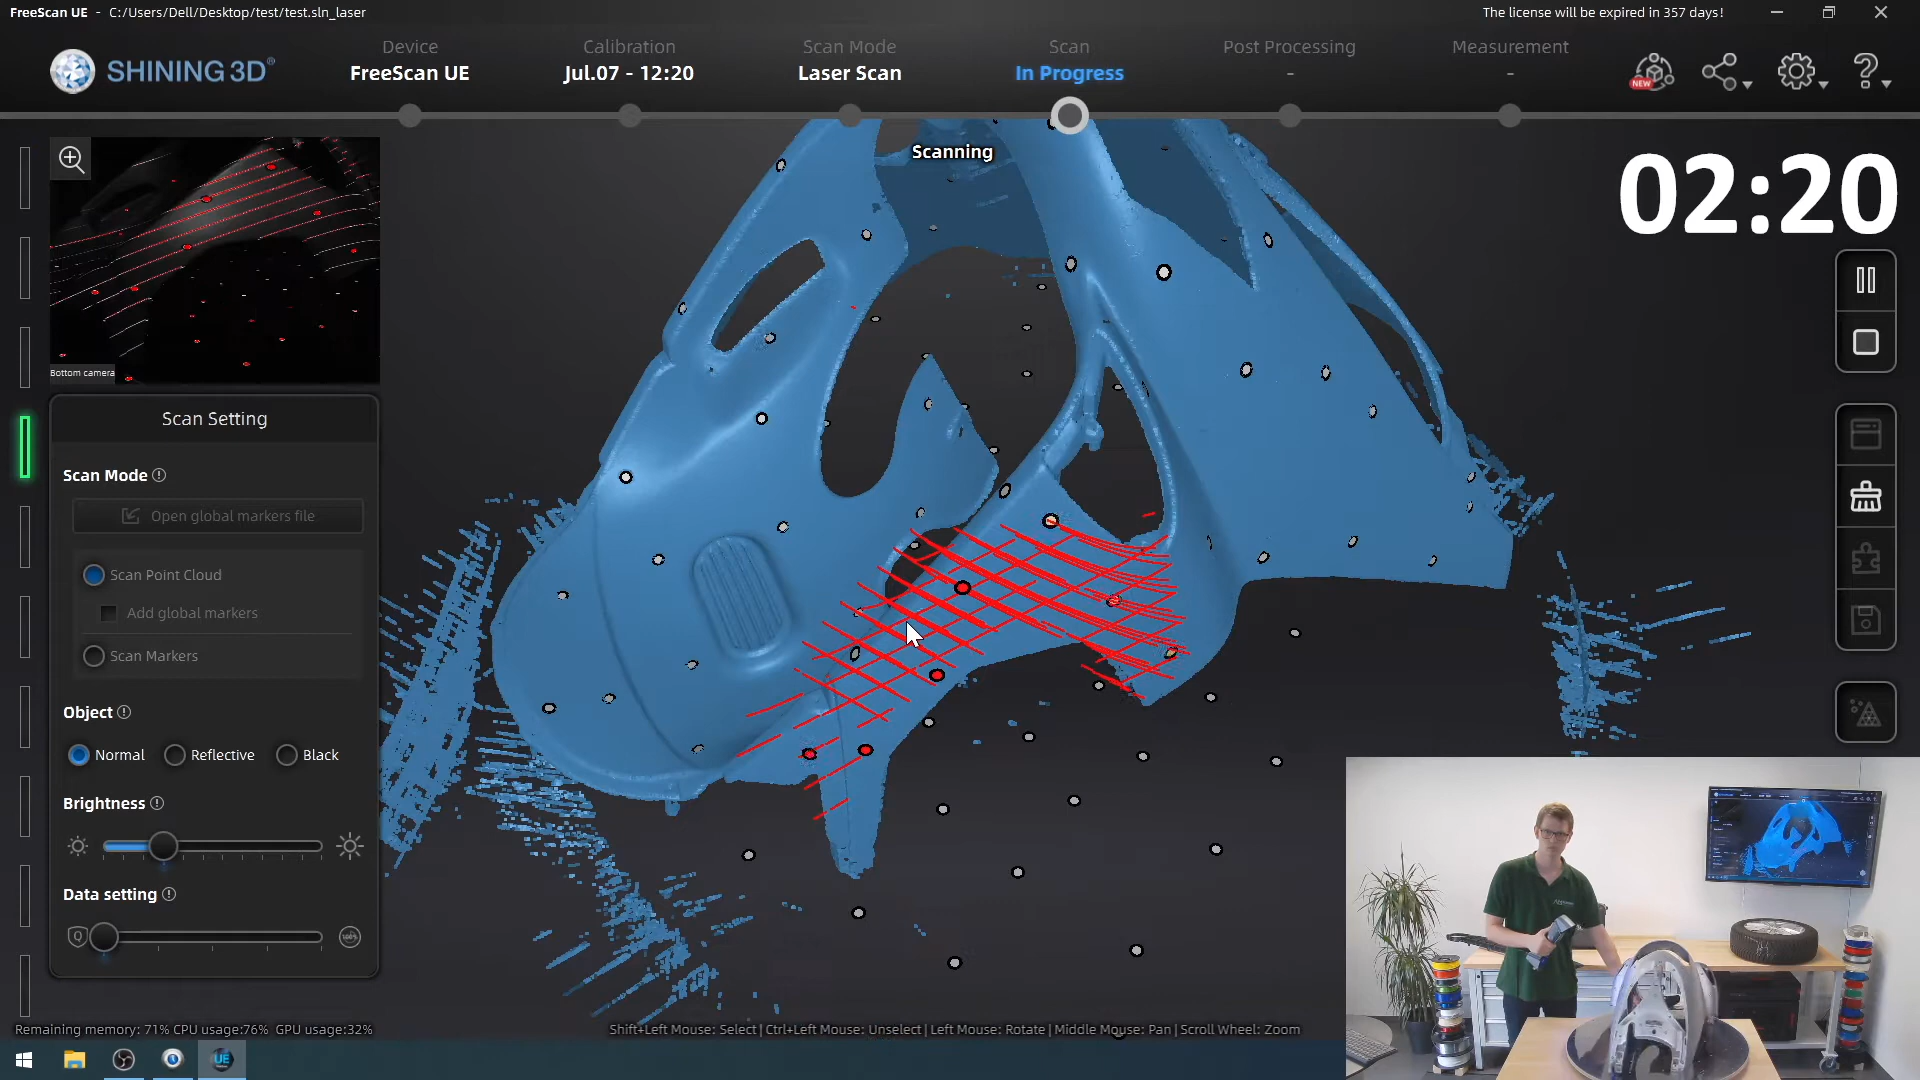 FreeScan UE - C:/Users/Dell/Desktop/test/test.sln_laser
The license will be expired in 357 days!
SHINING 3D®
Device
FreeScan UE
Calibration
Jul.07 - 12:20
Scan Mode
Laser Scan
Scan
In Progress
Post Processing
-
Measurement
-
NEW
Scanning
02:20
Bottom camera
Scan Setting
Scan Mode
Open global markers file
Scan Point Cloud
Add global markers
Scan Markers
Object
Normal
Reflective
Black
Brightness
Data setting
Q
100%
Remaining memory: 71% CPU usage:76% GPU usage:32%
Shift+Left Mouse: Select | Ctrl+Left Mouse: Unselect | Left Mouse: Rotate | Middle Mouse: Pan | Scroll Wheel: Zoom
UE